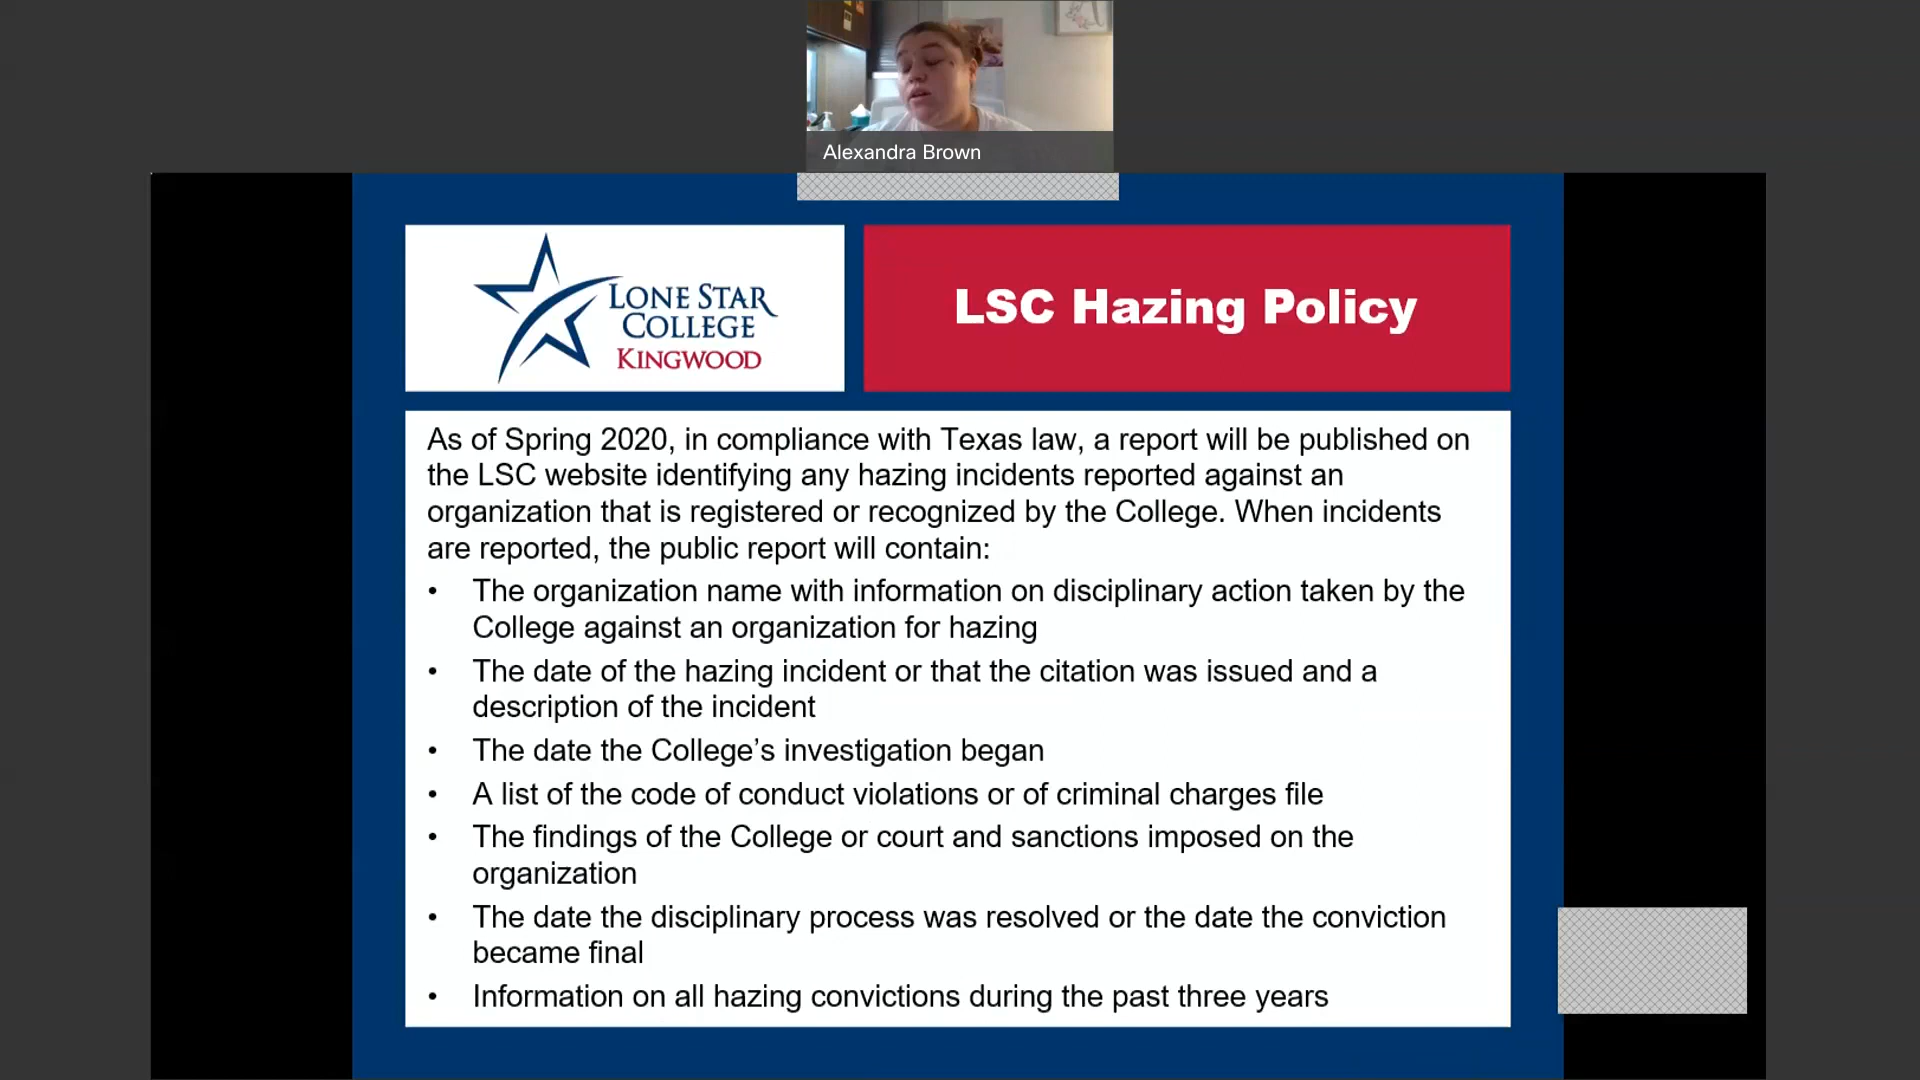 Alexandra Brown
LONE STAR
COLLEGE
KINGWOOD
LSC Hazing Policy
As of Spring 2020, in compliance with Texas law, a report will be published on
the LSC website identifying any hazing incidents reported against an
organization that is registered or recognized by the College. When incidents
are reported, the public report will contain:
• The organization name with information on disciplinary action taken by the
College against an organization for hazing
• The date of the hazing incident or that the citation was issued and a
description of the incident
• The date the College’s investigation began
• A list of the code of conduct violations or of criminal charges file
• The findings of the College or court and sanctions imposed on the
organization
• The date the disciplinary process was resolved or the date the conviction
became final
• Information on all hazing convictions during the past three years